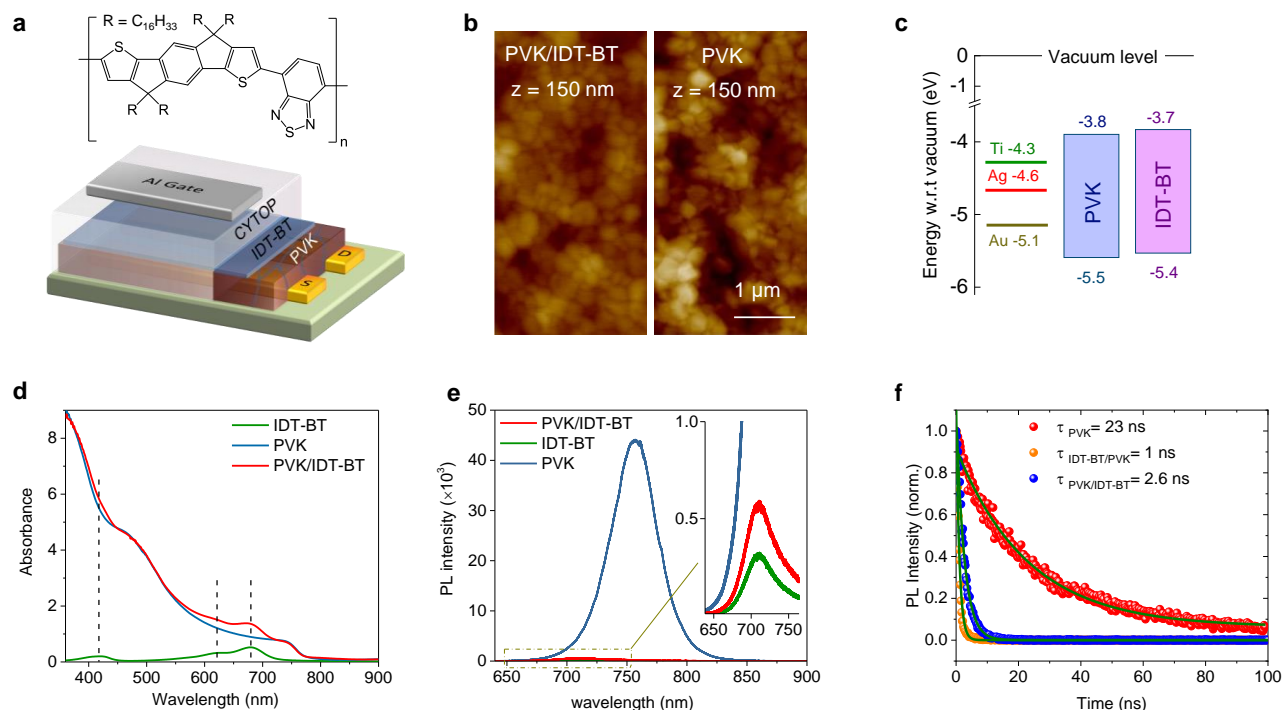 a
R = C₁₆H₃₃
R R
S
S
R R
N N
S
n
Al Gate
CYTOP
IDT-BT
PVK
D
S
b
PVK/IDT-BT
z = 150 nm
PVK
z = 150 nm
1 µm
c
Energy w.r.t vacuum (eV)
0
-1
-4
-5
-6
Vacuum level
Ti -4.3
Ag -4.6
Au -5.1
-3.8
PVK
-5.5
-3.7
IDT-BT
-5.4
d
Absorbance
8
6
4
2
0
IDT-BT
PVK
PVK/IDT-BT
400 500 600 700 800 900
Wavelength (nm)
e
PL intensity (×10³)
50
40
30
20
10
0
PVK/IDT-BT
IDT-BT
PVK
1.0
0.5
650 700 750
650 700 750 800 850 900
wavelength (nm)
f
PL Intensity (norm.)
1.0
0.8
0.6
0.4
0.2
0.0
τ PVK = 23 ns
τ IDT-BT/PVK = 1 ns
τ PVK/IDT-BT = 2.6 ns
0 20 40 60 80 100
Time (ns)